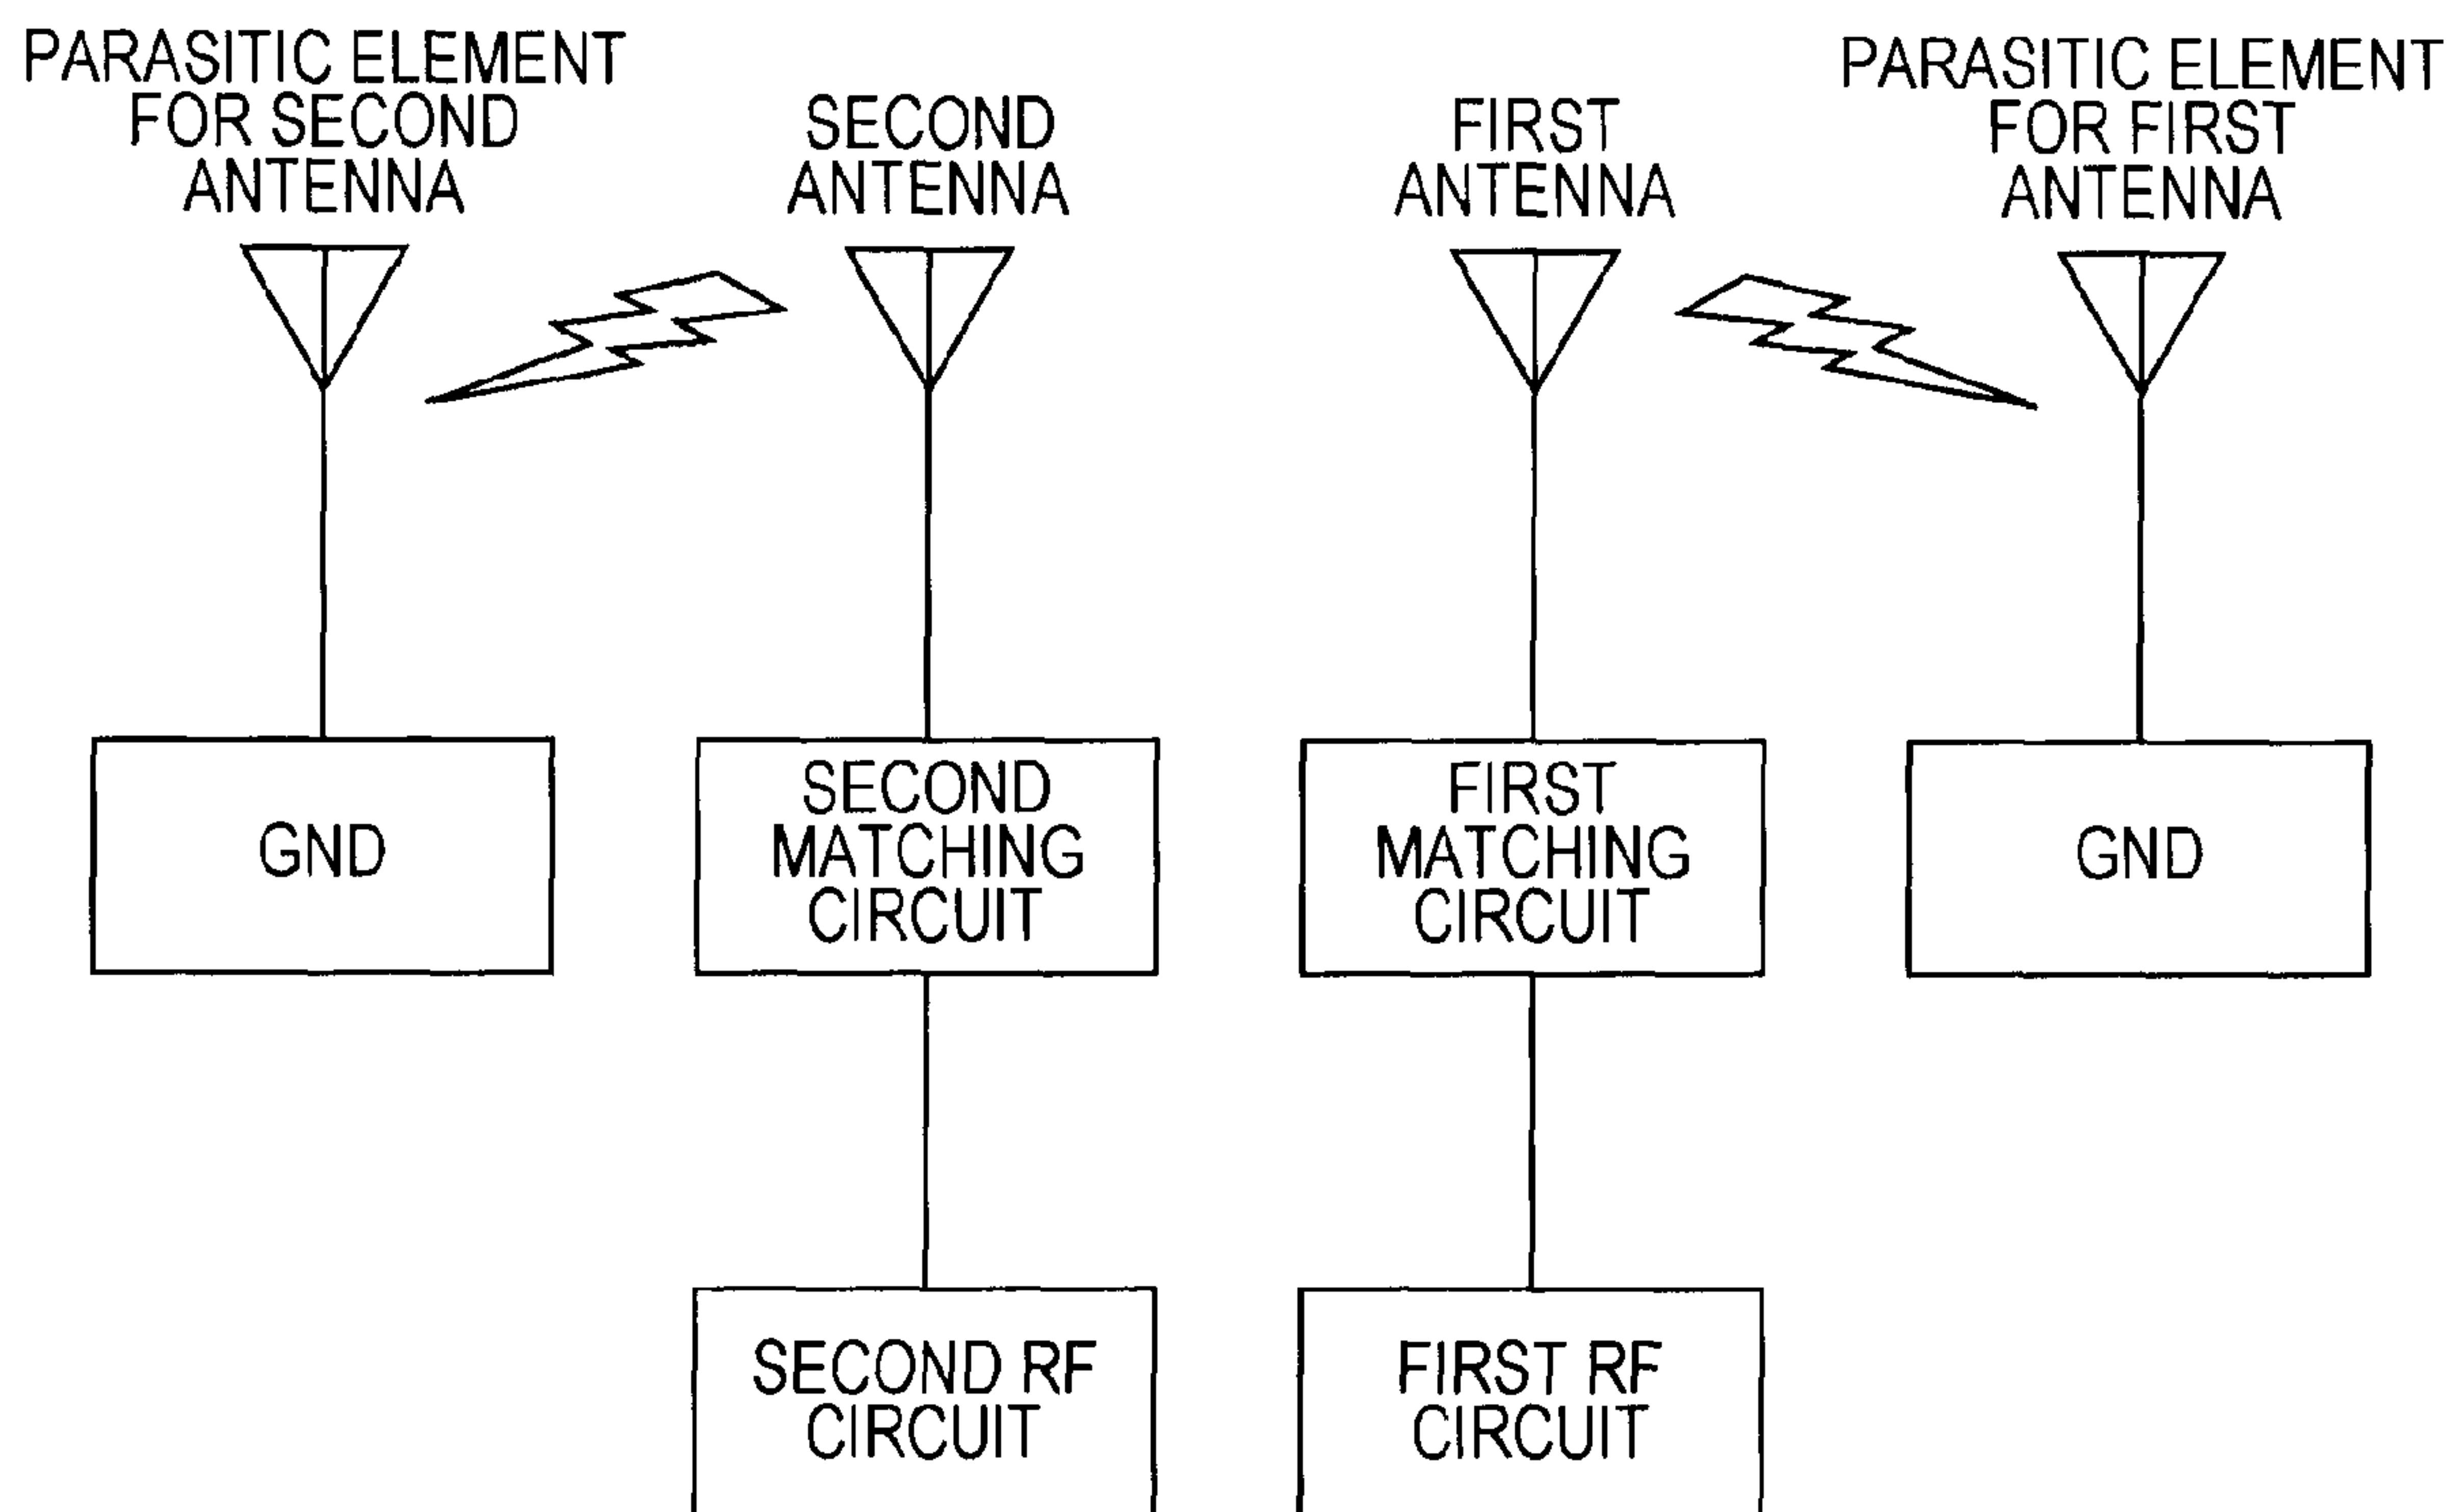 PARASITIC ELEMENT
FOR SECOND
ANTENNA
SECOND
ANTENNA
FIRST
ANTENNA
PARASITIC ELEMENT
FOR FIRST
ANTENNA
GND
SECOND
MATCHING
CIRCUIT
FIRST
MATCHING
CIRCUIT
GND
SECOND RF
CIRCUIT
FIRST RF
CIRCUIT